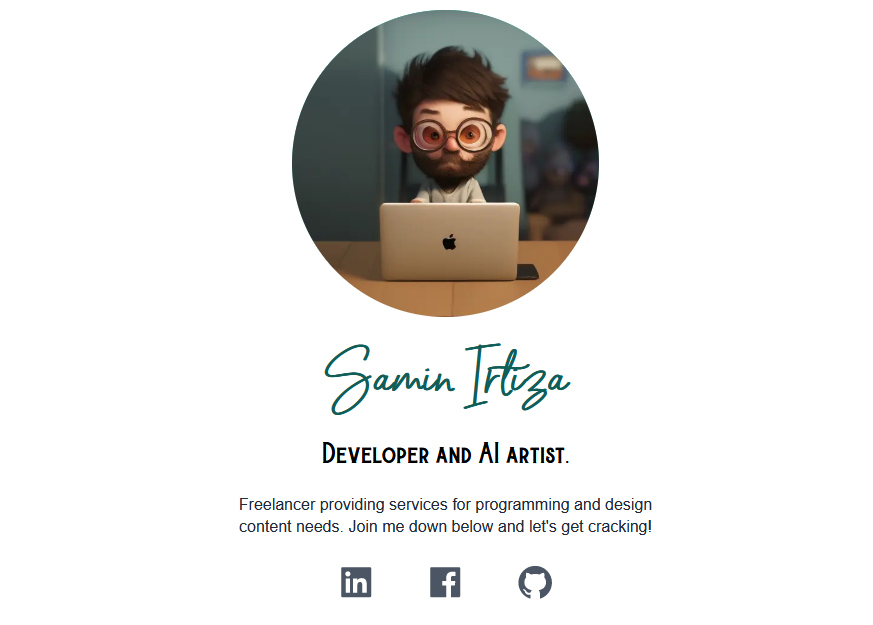 Samin Irtiza
Developer and AI artist.
Freelancer providing services for programming and design
content needs. Join me down below and let's get cracking!
in f